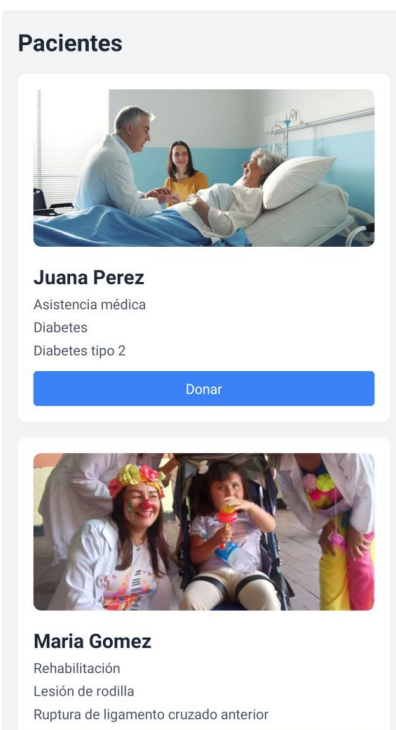 Pacientes
Juana Perez
Asistencia médica
Diabetes
Diabetes tipo 2
Donar
Maria Gomez
Rehabilitación
Lesión de rodilla
Ruptura de ligamento cruzado anterior